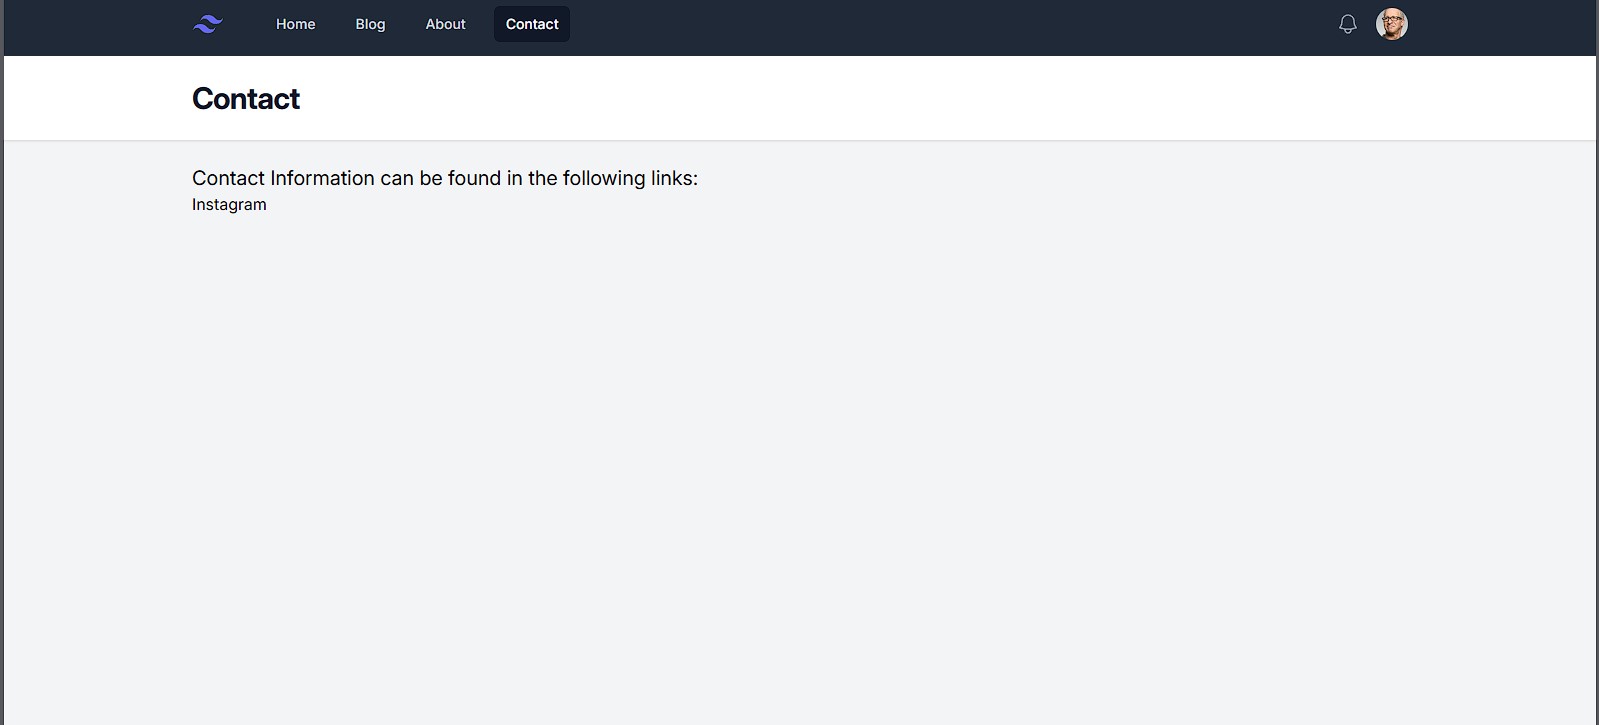 Home Blog About Contact
Contact
Contact Information can be found in the following links:
Instagram